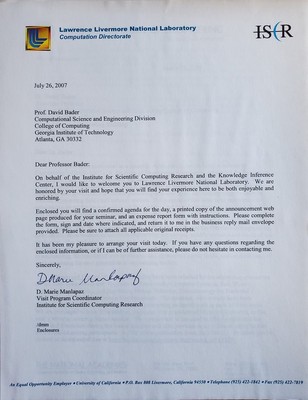 Lawrence Livermore National Laboratory
Computation Directorate
ISCR
July 26, 2007
Prof. David Bader
Computational Science and Engineering Division
College of Computing
Georgia Institute of Technology
Atlanta, GA 30332
Dear Professor Bader:
On behalf of the Institute for Scientific Computing Research and the Knowledge Inference
Center, I would like to welcome you to Lawrence Livermore National Laboratory. We are
honored by your visit and hope that you will find your experience here to be both enjoyable and
enriching.
Enclosed you will find a confirmed agenda for the day, a printed copy of the announcement web
page produced for your seminar, and an expense report form with instructions. Please complete
the form, sign and date where indicated, and return it to me in the business reply mail envelope
provided. Please be sure to attach all applicable original receipts.
It has been my pleasure to arrange your visit today. If you have any questions regarding the
enclosed information, or if I can be of further assistance, please do not hesitate in contacting me.
Sincerely,
D. Marie Manlapaz
D. Marie Manlapaz
Visit Program Coordinator
Institute for Scientific Computing Research
/dmm
Enclosures
An Equal Opportunity Employer • University of California • P.O. Box 808 Livermore, California 94550 • Telephone (925) 422-1842 • Fax (925) 422-7819